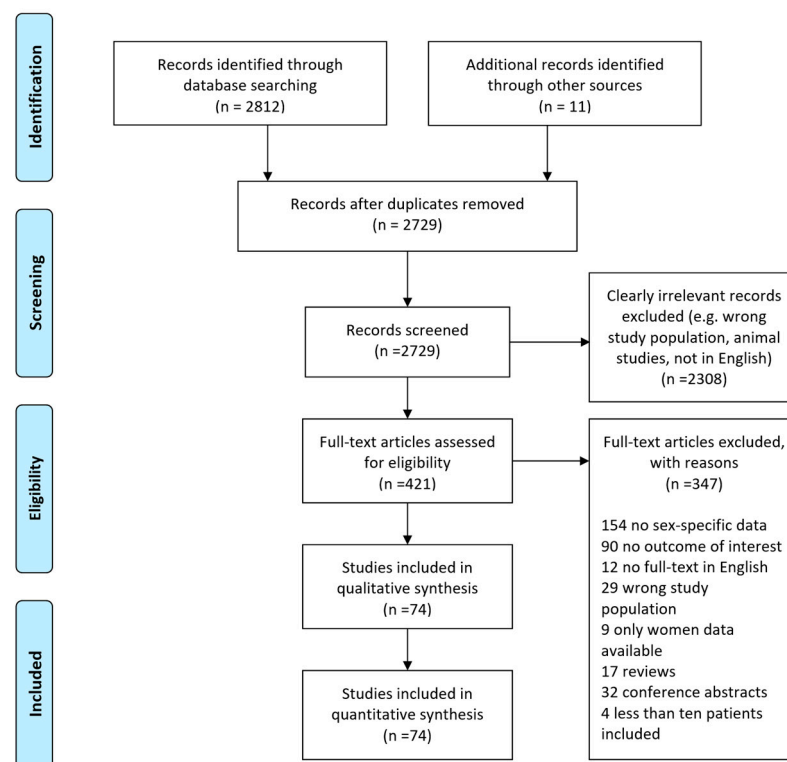 Identification
Records identified through
database searching
(n = 2812)
Additional records identified
through other sources
(n = 11)
Records after duplicates removed
(n = 2729)
Screening
Records screened
(n =2729)
Clearly irrelevant records
excluded (e.g. wrong
study population, animal
studies, not in English)
(n =2308)
Eligibility
Full-text articles assessed
for eligibility
(n =421)
Full-text articles excluded,
with reasons
(n =347)
154 no sex-specific data
90 no outcome of interest
12 no full-text in English
29 wrong study
population
9 only women data
available
17 reviews
32 conference abstracts
4 less than ten patients
included
Studies included in
qualitative synthesis
(n =74)
Included
Studies included in
quantitative synthesis
(n =74)